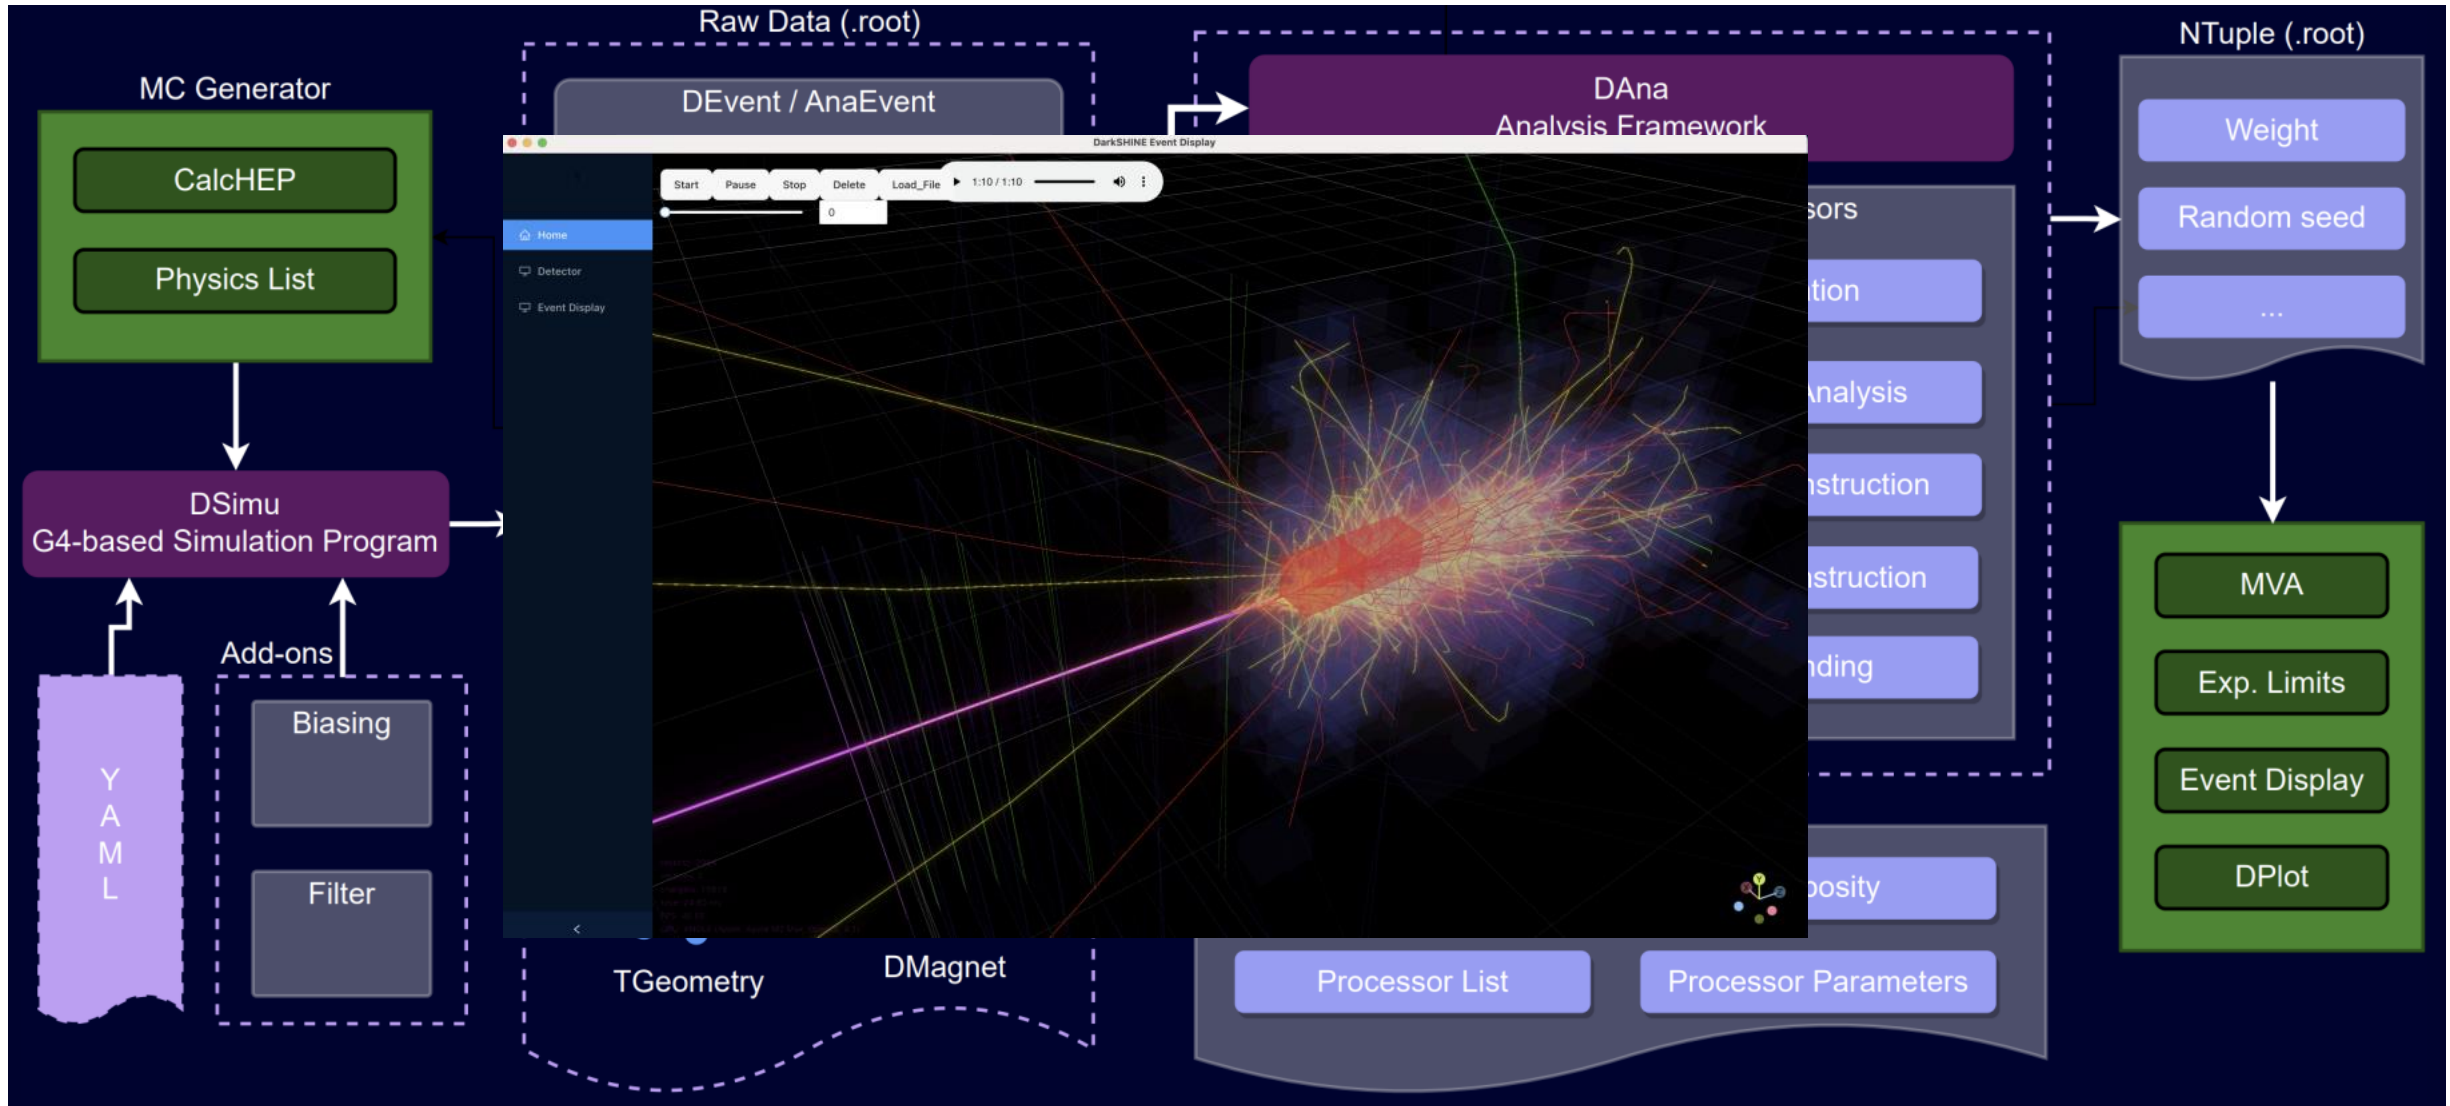 Raw Data (.root)
NTuple (.root)
MC Generator
DEvent / AnaEvent
DAna
Analysis Framework
CalcHEP
Physics List
DSimu
G4-based Simulation Program
Add-ons
Y
A
M
L
Biasing
Filter
DarkSHINE Event Display
Start
Pause
Stop
Delete
Load_File
1:10 / 1:10
0
Home
Detector
Event Display
Y
Z
<
TGeometry
DMagnet
sors
tion
Analysis
nstruction
struction
nding
osity
Processor List
Processor Parameters
Weight
Random seed
...
MVA
Exp. Limits
Event Display
DPlot